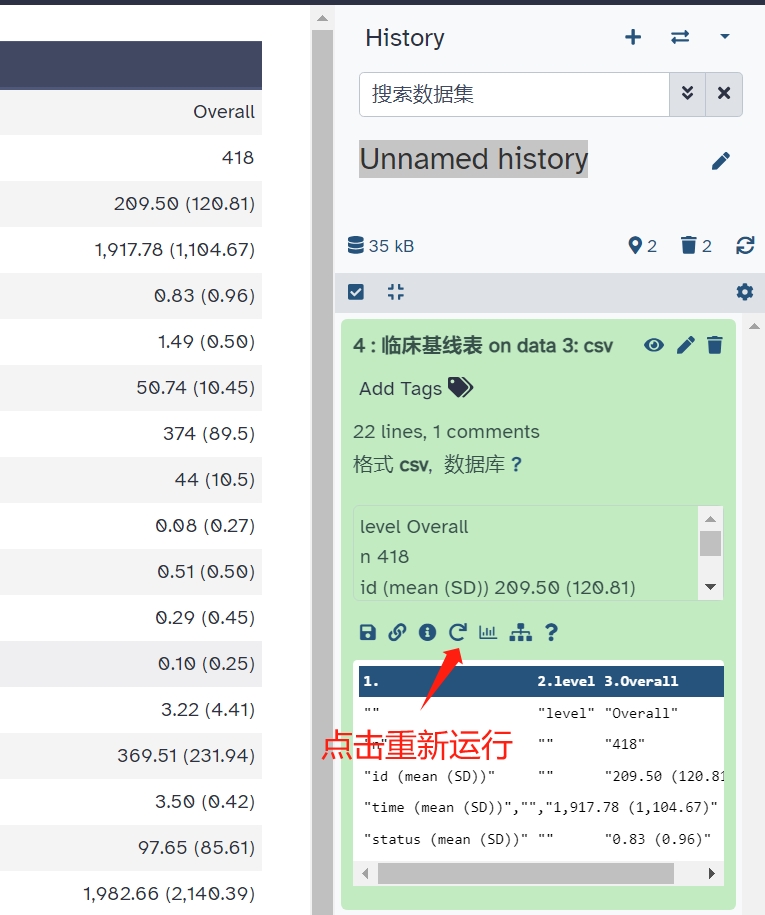 History
搜索数据集
Unnamed history
35 kB
2
2
4 : 临床基线表 on data 3: csv
Add Tags
22 lines, 1 comments
格式 csv, 数据库 ?
level Overall
n 418
id (mean (SD)) 209.50 (120.81)
1. 2.level 3.Overall
"" "level" "Overall"
"n" "" "418"
"id (mean (SD))" "" "209.50 (120.81
"time (mean (SD))","","1,917.78 (1,104.67)"
"status (mean (SD))" "" "0.83 (0.96)"
点击重新运行
Overall
418
209.50 (120.81)
1,917.78 (1,104.67)
0.83 (0.96)
1.49 (0.50)
50.74 (10.45)
374 (89.5)
44 (10.5)
0.08 (0.27)
0.51 (0.50)
0.29 (0.45)
0.10 (0.25)
3.22 (4.41)
369.51 (231.94)
3.50 (0.42)
97.65 (85.61)
1,982.66 (2,140.39)